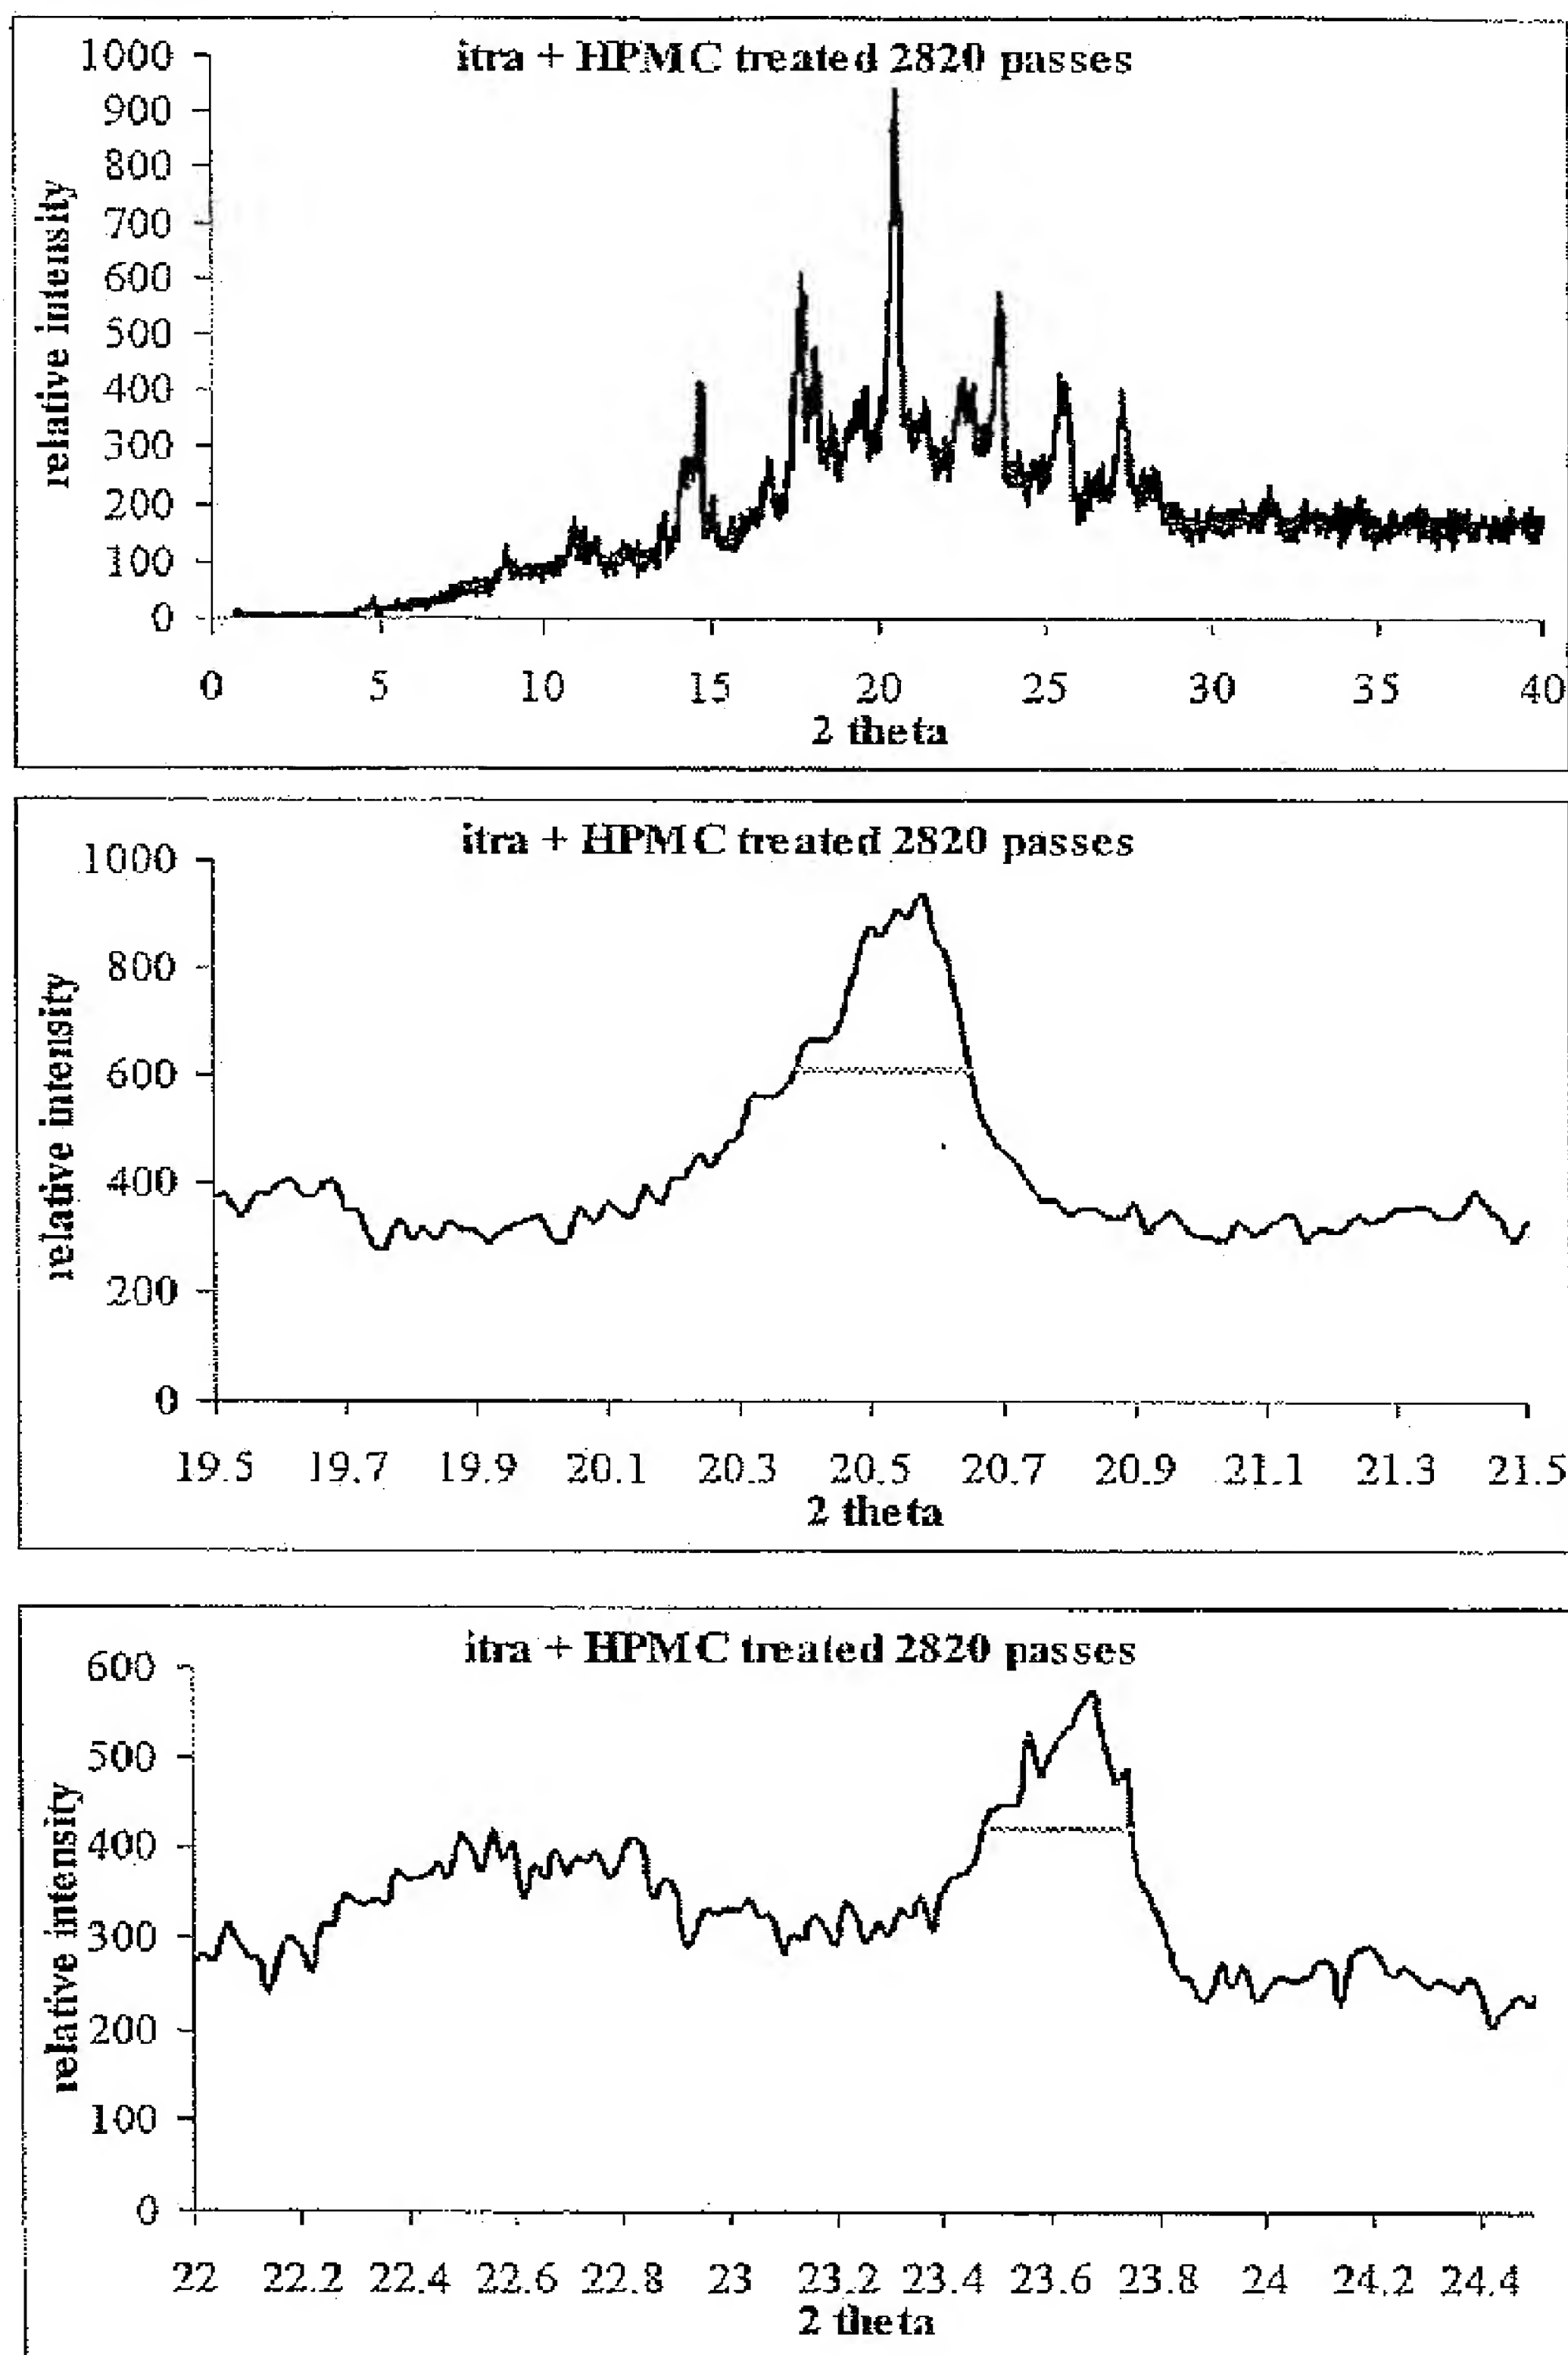 itra + HPMC treated 2820 passes
relative intensity
1000
900
800
700
600
500
400
300
200
100
0
0 5 10 15 20 25 30 35 40
2 theta
itra + HPMC treated 2820 passes
relative intensity
1000
800
600
400
200
0
19.5 19.7 19.9 20.1 20.3 20.5 20.7 20.9 21.1 21.3 21.5
2 theta
itra + HPMC treated 2820 passes
relative intensity
600
500
400
300
200
100
0
22 22.2 22.4 22.6 22.8 23 23.2 23.4 23.6 23.8 24 24.2 24.4
2 theta